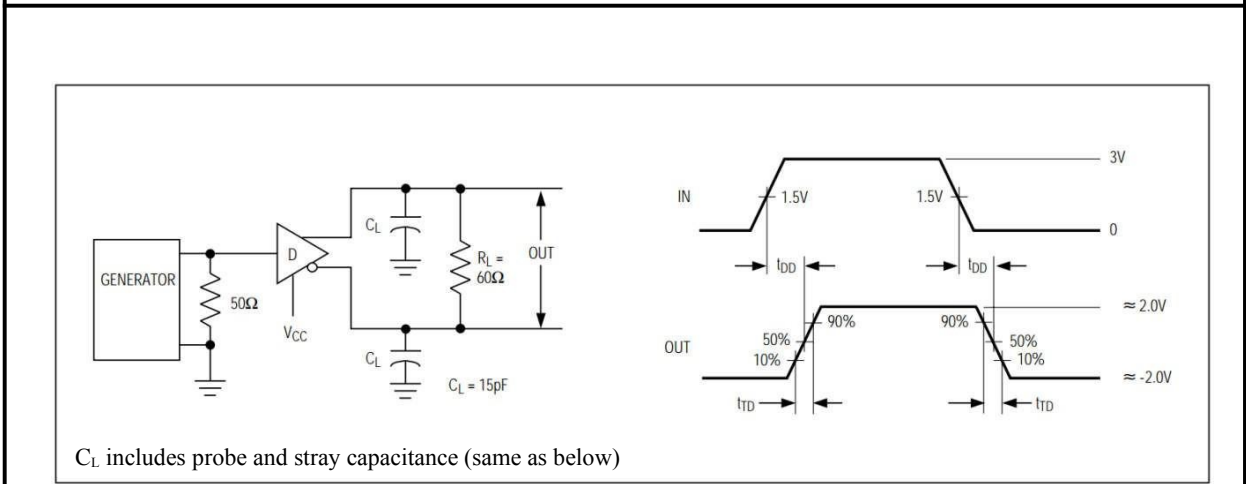 GENERATOR
50Ω
D
VCC
CL
CL
CL = 15pF
RL =
60Ω
OUT
IN
1.5V
1.5V
3V
0
tDD
tDD
OUT
50%
10%
90%
90%
50%
10%
≈ 2.0V
≈ -2.0V
tTD
tTD
CL includes probe and stray capacitance (same as below)